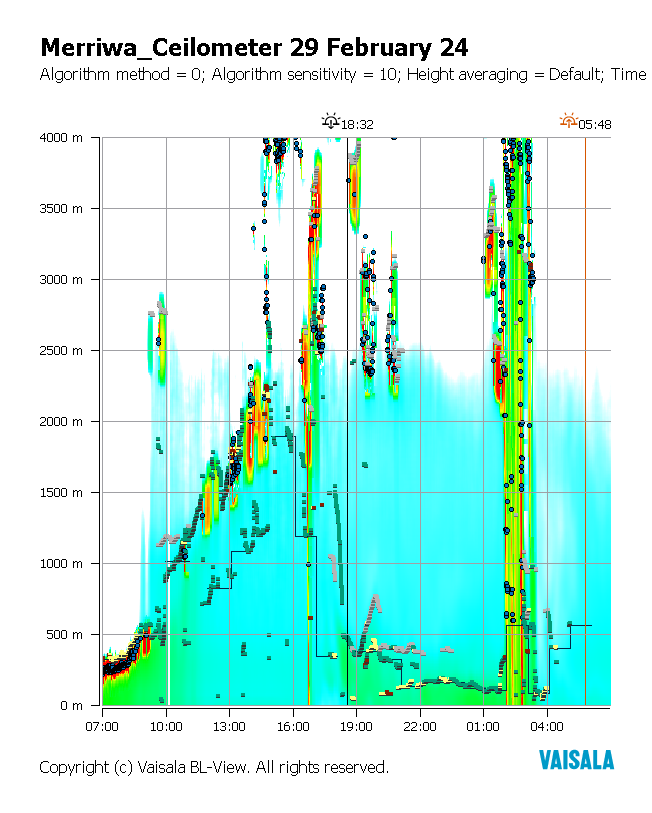 Merriwa_Ceilometer 29 February 24
Algorithm method = 0; Algorithm sensitivity = 10; Height averaging = Default; Time
18:32 05:48
4000 m
3500 m
3000 m
2500 m
2000 m
1500 m
1000 m
500 m
0 m
07:00 10:00 13:00 16:00 19:00 22:00 01:00 04:00
Copyright (c) Vaisala BL-View. All rights reserved.
VAISALA